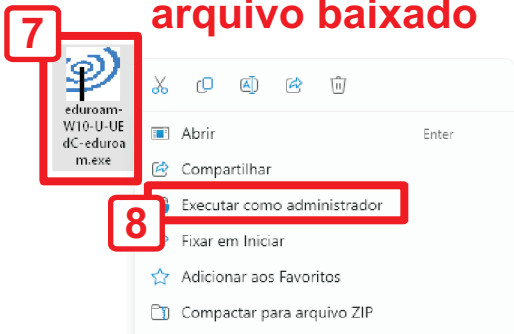 arquivo baixado
7
eduroam-
W10-U-UE
dC-eduroa
m.exe
Abrir Enter
Compartilhar
8
Executar como administrador
Fixar em Iniciar
Adicionar aos Favoritos
Compactar para arquivo ZIP